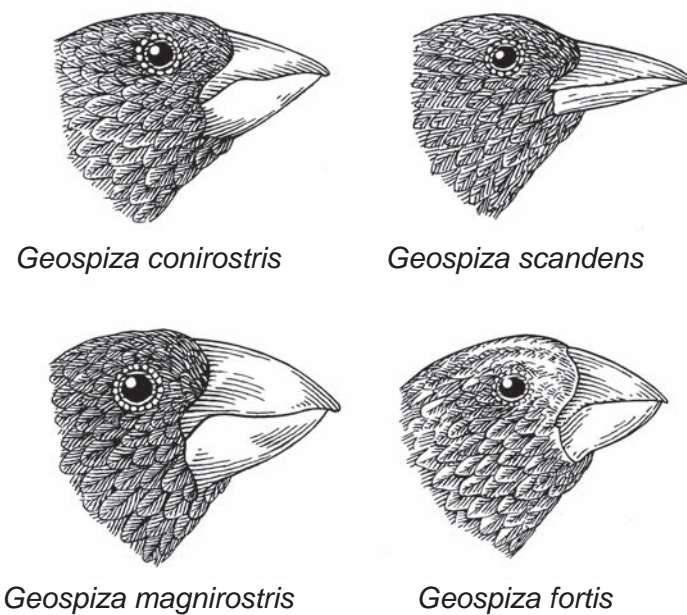 Geospiza conirostris
Geospiza scandens
Geospiza magnirostris
Geospiza fortis